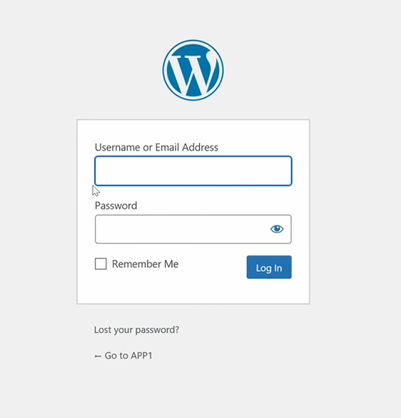 Username or Email Address
Password
Remember Me
Log In
Lost your password?
← Go to APP1